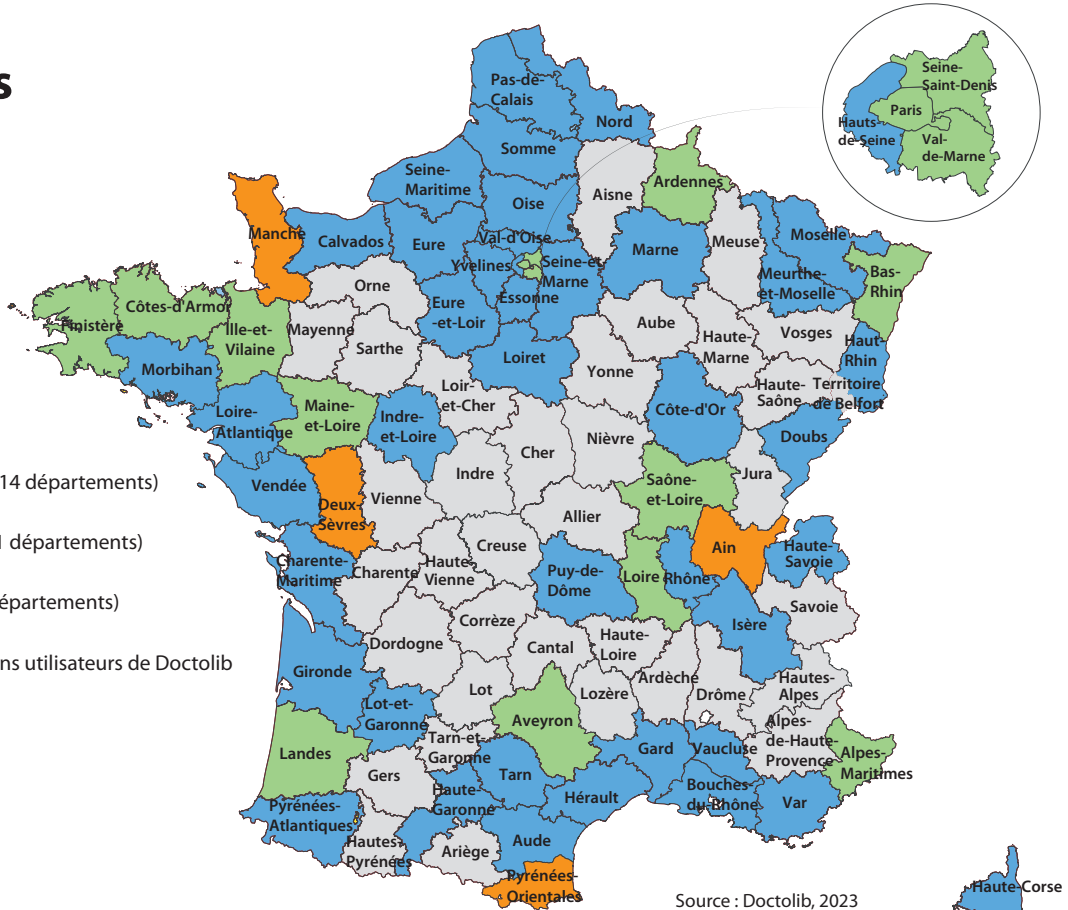 s
14 départements)
1 départements)
épartements)
ns utilisateurs de Doctolib
Seine-
Saint-Denis
Paris
Hauts-
de-Seine
Val-
de-Marne
Pas-de-
Calais
Nord
Somme
Seine-
Maritime
Aisne
Ardennes
Oise
Manche
Calvados
Eure
Val-d'Oise
Marne
Meuse
Moselle
Yvelines
Seine-et-
Marne
Meurthe-
et-Moselle
Bas-
Rhin
Orne
Eure
-et-Loir
Essonne
Finistère
Côtes-d'Armo
Ille-et-
Vilaine
Mayenne
Sarthe
Loiret
Aube
Haute-
Marne
Vosges
Haut-
Rhin
Morbihan
Yonne
Loir-
et-Cher
Haute-
Saône
Territoire
de Belfort
Loire-
Atlantique
Maine-
et-Loire
Indre-
et-Loire
Côte-d'Or
Doubs
Nièvre
Cher
Vendée
Deux-
Sèvres
Vienne
Indre
Saône-
et-Loire
Jura
Allier
Charente-
Maritime
Charente
Haute
Vienne
Creuse
Puy-de-
Dôme
Loire
Rhône
Ain
Haute-
Savoie
Savoie
Isère
Corrèze
Dordogne
Cantal
Haute-
Loire
Gironde
Lot
Lozère
Ardèche
Drôme
Hautes-
Alpes
Lot-et-
Garonne
Aveyron
Alpes-
de-Haute-
Provence
Alpes-
Maritimes
Landes
Tarn-et-
Garonne
Gard
Vaucluse
Gers
Tarn
Haute-
Garonne
Hérault
Bouches-
du-Rhône
Var
Pyrénées-
Atlantiques
Hautes-
Pyrénées
Ariège
Aude
Pyrénées-
Orientales
Haute-Corse
Source : Doctolib, 2023